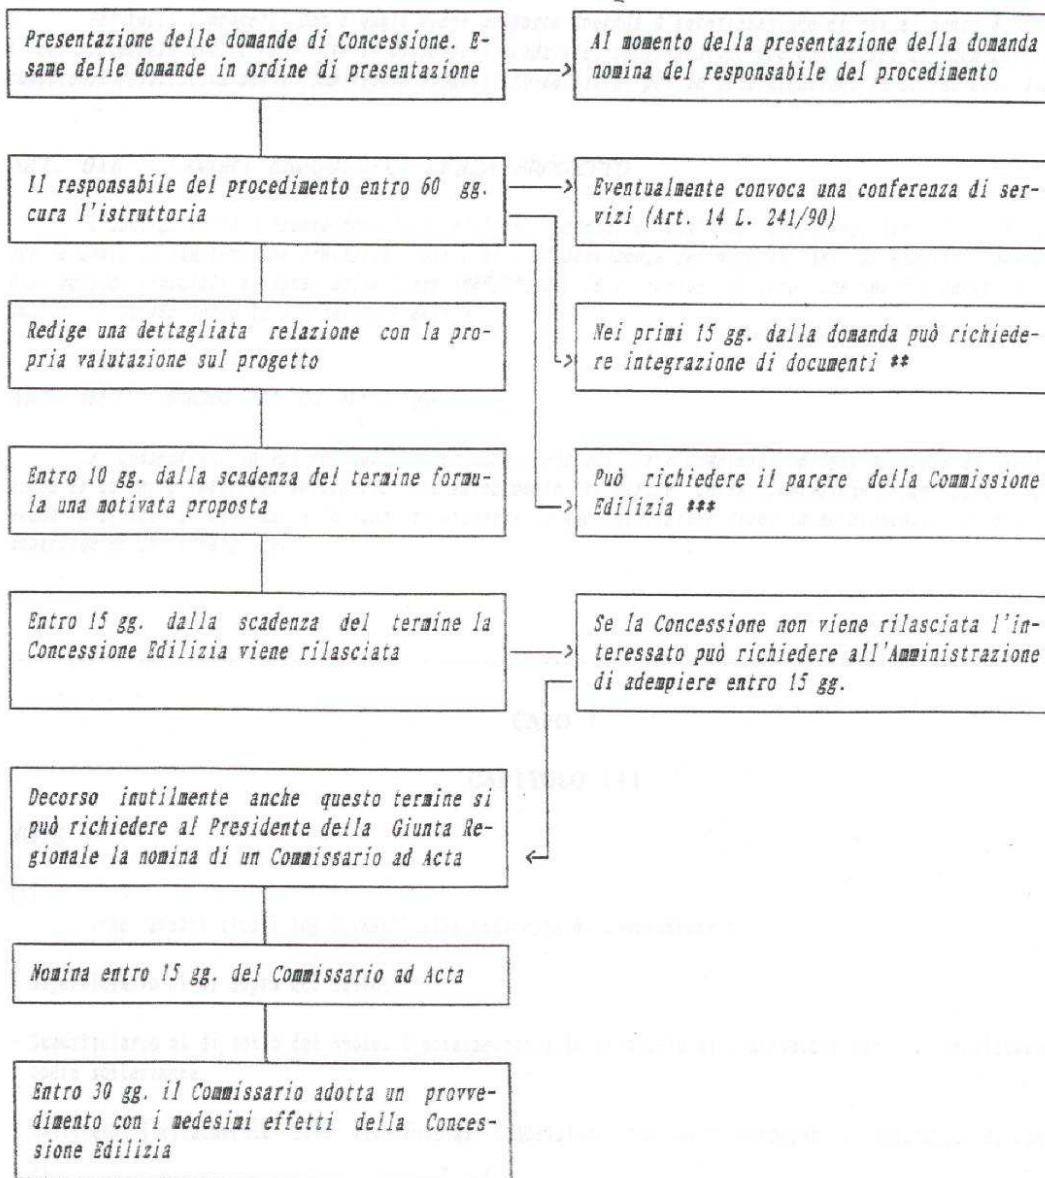 Presentazione delle domande di Concessione. E-
same delle domande in ordine di presentazione
Al momento della presentazione della domanda
nomina del responsabile del procedimento
Il responsabile del procedimento entro 60 gg.
cura l'istruttoria
Eventualmente convoca una conferenza di ser-
vizi (Art. 14 L. 241/90)
Redige una dettagliata relazione con la pro-
pria valutazione sul progetto
Nei primi 15 gg. dalla domanda può richiede-
re integrazione di documenti **
Entro 10 gg. dalla scadenza del termine formu-
la una motivata proposta
Può richiedere il parere della Commissione
Edilizia ***
Entro 15 gg. dalla scadenza del termine la
Concessione Edilizia viene rilasciata
Se la Concessione non viene rilasciata l'in-
teressato può richiedere all'Amministrazione
di adempiere entro 15 gg.
Decorso inutilmente anche questo termine si
può richiedere al Presidente della Giunta Re-
gionale la nomina di un Commissario ad Acta
Nomina entro 15 gg. del Commissario ad Acta
Entro 30 gg. il Commissario adotta un provve-
dimento con i medesimi effetti della Conces-
sione Edilizia